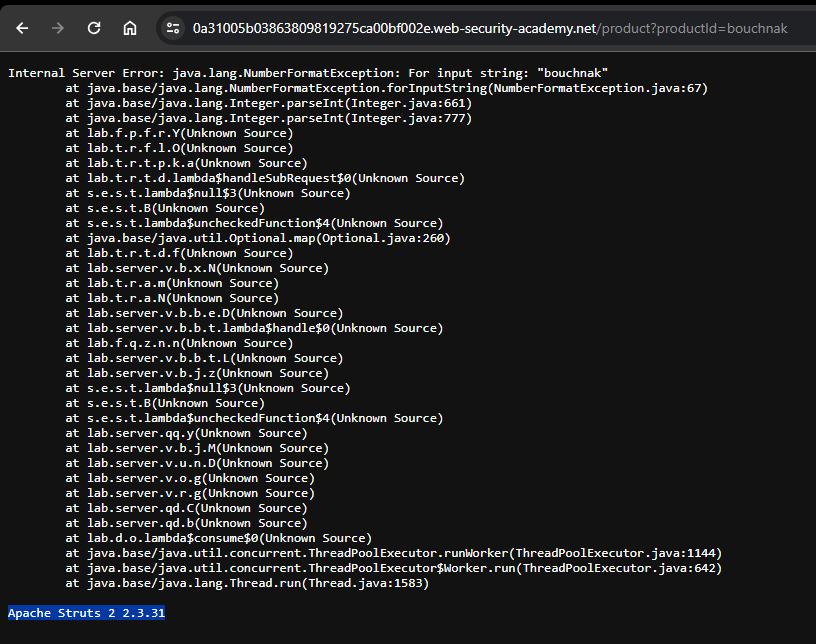 0a31005b03863809819275ca00bf002e.web-security-academy.net/product?productId=bouchnak
Internal Server Error: java.lang.NumberFormatException: For input string: "bouchnak"
at java.base/java.lang.NumberFormatException.forInputString(NumberFormatException.java:67)
at java.base/java.lang.Integer.parseInt(Integer.java:661)
at java.base/java.lang.Integer.parseInt(Integer.java:777)
at lab.f.p.f.r.Y(Unknown Source)
at lab.t.r.f.l.O(Unknown Source)
at lab.t.r.t.p.k.a(Unknown Source)
at lab.t.r.t.d.lambda$handleSubRequest$0(Unknown Source)
at s.e.s.t.lambda$null$3(Unknown Source)
at s.e.s.t.B(Unknown Source)
at s.e.s.t.lambda$uncheckedFunction$4(Unknown Source)
at java.base/java.util.Optional.map(Optional.java:260)
at lab.t.r.t.d.f(Unknown Source)
at lab.server.v.b.x.N(Unknown Source)
at lab.t.r.a.m(Unknown Source)
at lab.t.r.a.N(Unknown Source)
at lab.server.v.b.b.e.D(Unknown Source)
at lab.server.v.b.b.t.lambda$handle$0(Unknown Source)
at lab.f.q.z.n.n(Unknown Source)
at lab.server.v.b.b.t.L(Unknown Source)
at lab.server.v.b.j.z(Unknown Source)
at s.e.s.t.lambda$null$3(Unknown Source)
at s.e.s.t.B(Unknown Source)
at s.e.s.t.lambda$uncheckedFunction$4(Unknown Source)
at lab.server.qq.y(Unknown Source)
at lab.server.v.b.j.M(Unknown Source)
at lab.server.v.u.n.D(Unknown Source)
at lab.server.v.o.g(Unknown Source)
at lab.server.v.r.g(Unknown Source)
at lab.server.qd.C(Unknown Source)
at lab.server.qd.b(Unknown Source)
at lab.d.o.lambda$consume$0(Unknown Source)
at java.base/java.util.concurrent.ThreadPoolExecutor.runWorker(ThreadPoolExecutor.java:1144)
at java.base/java.util.concurrent.ThreadPoolExecutor$Worker.run(ThreadPoolExecutor.java:642)
at java.base/java.lang.Thread.run(Thread.java:1583)
Apache Struts 2 2.3.31